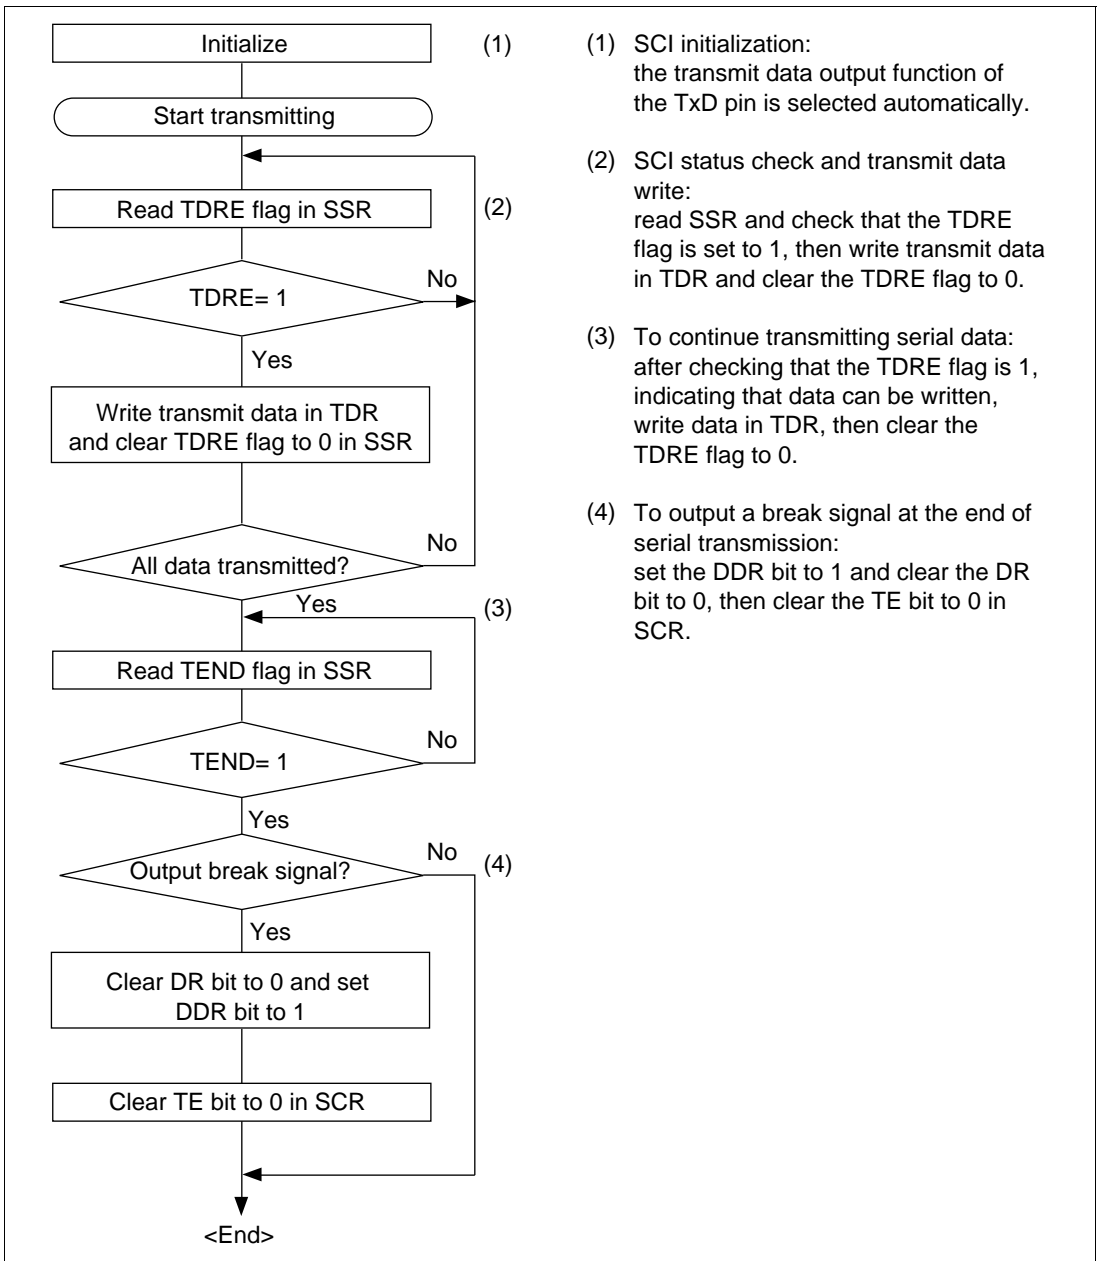 Initialize
(1)
Start transmitting
Read TDRE flag in SSR
(2)
TDRE= 1
No
Yes
Write transmit data in TDR
and clear TDRE flag to 0 in SSR
All data transmitted?
No
Yes
(3)
Read TEND flag in SSR
TEND= 1
No
Yes
Output break signal?
No
(4)
Yes
Clear DR bit to 0 and set
DDR bit to 1
Clear TE bit to 0 in SCR
<End>
(1) SCI initialization:
the transmit data output function of
the TxD pin is selected automatically.
(2) SCI status check and transmit data
write:
read SSR and check that the TDRE
flag is set to 1, then write transmit data
in TDR and clear the TDRE flag to 0.
(3) To continue transmitting serial data:
after checking that the TDRE flag is 1,
indicating that data can be written,
write data in TDR, then clear the
TDRE flag to 0.
(4) To output a break signal at the end of
serial transmission:
set the DDR bit to 1 and clear the DR
bit to 0, then clear the TE bit to 0 in
SCR.